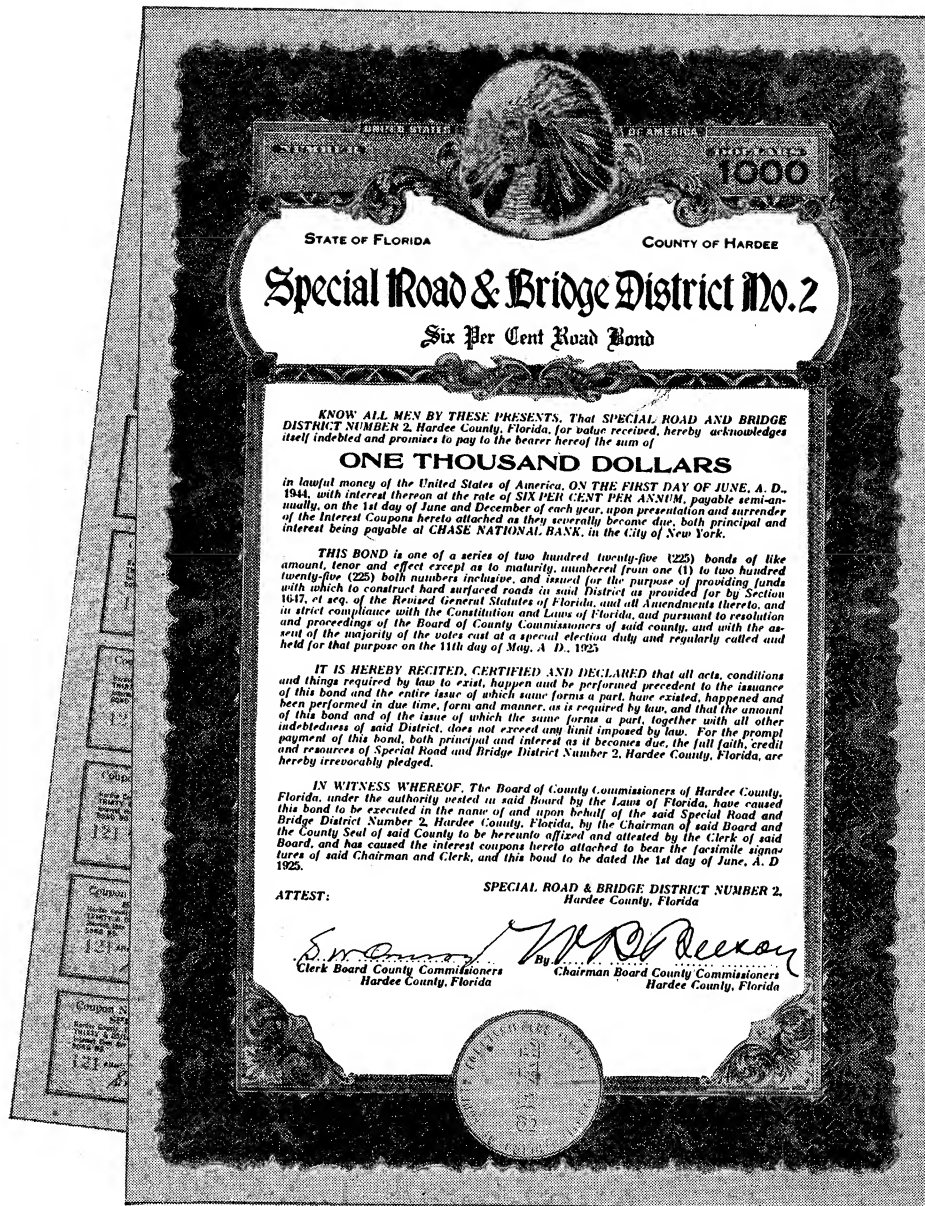 UNITED STATES
OF AMERICA
NUMBER
DOLLARS
1000
STATE OF FLORIDA
COUNTY OF HARDEE
Special Road & Bridge District No. 2
Six Per Cent Road Bond
KNOW ALL MEN BY THESE PRESENTS, That SPECIAL ROAD AND BRIDGE
DISTRICT NUMBER 2, Hardee County, Florida, for value received, hereby acknowledges
itself indebted and promises to pay to the bearer hereof the sum of
ONE THOUSAND DOLLARS
in lawful money of the United States of America, ON THE FIRST DAY OF JUNE, A. D.,
1944, with interest thereon at the rate of SIX PER CENT PER ANNUM, payable semi-an-
nually, on the 1st day of June and December of each year, upon presentation and surrender
of the Interest Coupons hereto attached as they severally become due, both principal and
interest being payable at CHASE NATIONAL BANK, in the City of New York.
THIS BOND is one of a series of two hundred twenty-five (225) bonds of like
amount, tenor and effect except as to maturity, numbered from one (1) to two hundred
twenty-five (225) both numbers inclusive, and issued for the purpose of providing funds
with which to construct hard surfaced roads in said District as provided for by Section
1647, et seq. of the Revised General Statutes of Florida, and all Amendments thereto, and
in strict compliance with the Constitution and Laws of Florida, and pursuant to resolution
and proceedings of the Board of County Commissioners of said county, and with the as-
sent of the majority of the votes cast at a special election duty and regularly called and
held for that purpose on the 11th day of May, A. D., 1925
IT IS HEREBY RECITED, CERTIFIED AND DECLARED that all acts, conditions
and things required by law to exist, happen and be performed precedent to the issuance
of this bond and the entire issue of which same forms a part, have existed, happened and
been performed in due time, form and manner, as is required by law, and that the amount
of this bond and of the issue of which the same forms a part, together with all other
indebtedness of said District, does not exceed any limit imposed by law. For the prompt
payment of this bond, both principal and interest as it becomes due, the full faith, credit
and resources of Special Road and Bridge District Number 2, Hardee County, Florida, are
hereby irrevocably pledged.
IN WITNESS WHEREOF, The Board of County Commissioners of Hardee County,
Florida, under the authority vested in said Board by the Laws of Florida, have caused
this bond to be executed in the name of and upon behalf of the said Special Road and
Bridge District Number 2, Hardee County, Florida, by the Chairman of said Board and
the County Seal of said County to be hereunto affixed and attested by the Clerk of said
Board, and has caused the interest coupons hereto attached to bear the facsimile signa-
tures of said Chairman and Clerk, and this bond to be dated the 1st day of June, A. D
1925.
ATTEST:
SPECIAL ROAD & BRIDGE DISTRICT NUMBER 2,
Hardee County, Florida
By
Clerk Board County Commissioners
Hardee County, Florida
Chairman Board County Commissioners
Hardee County, Florida
Coupon
121
Coupon
121
Coupon N
121